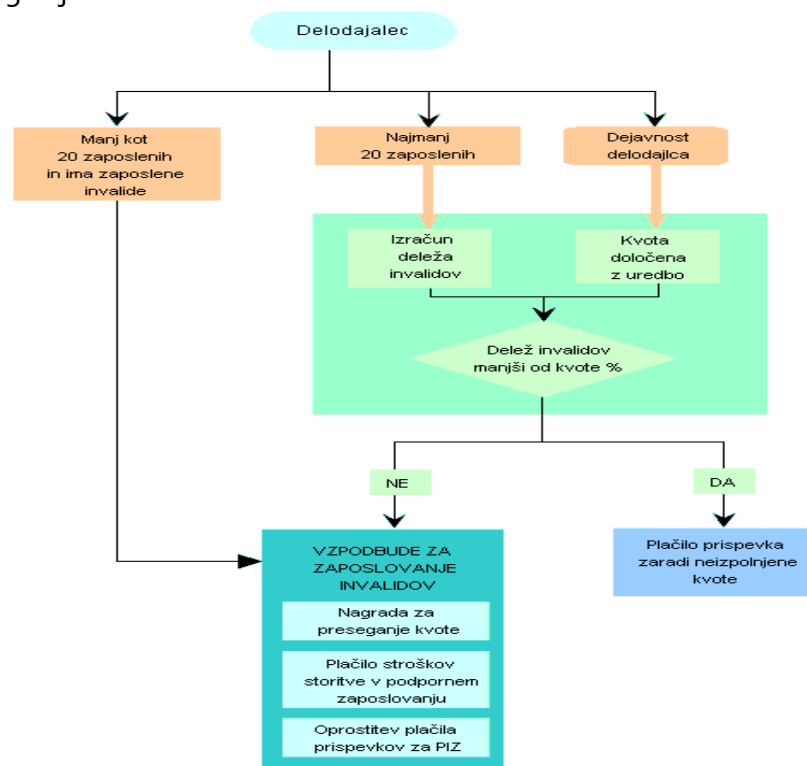 Delodajalec
Manj kot
20 zaposlenih
in ima zaposlene
invalide
Najmanj
20 zaposlenih
Dejavnost
delodajlca
Izračun
deleža
invalidov
Kvota
določena
z uredbo
Delež invalidov
manjši od kvote %
NE
DA
VZPODBUDE ZA
ZAPOSLOVANJE
INVALIDOV
Nagrada za
preseganje kvote
Plačilo stroškov
storitve v podpornem
zaposlovanju
Oprostitev plačila
prispevkov za PIZ
Plačilo prispevka
zaradi neizpolnjene
kvote